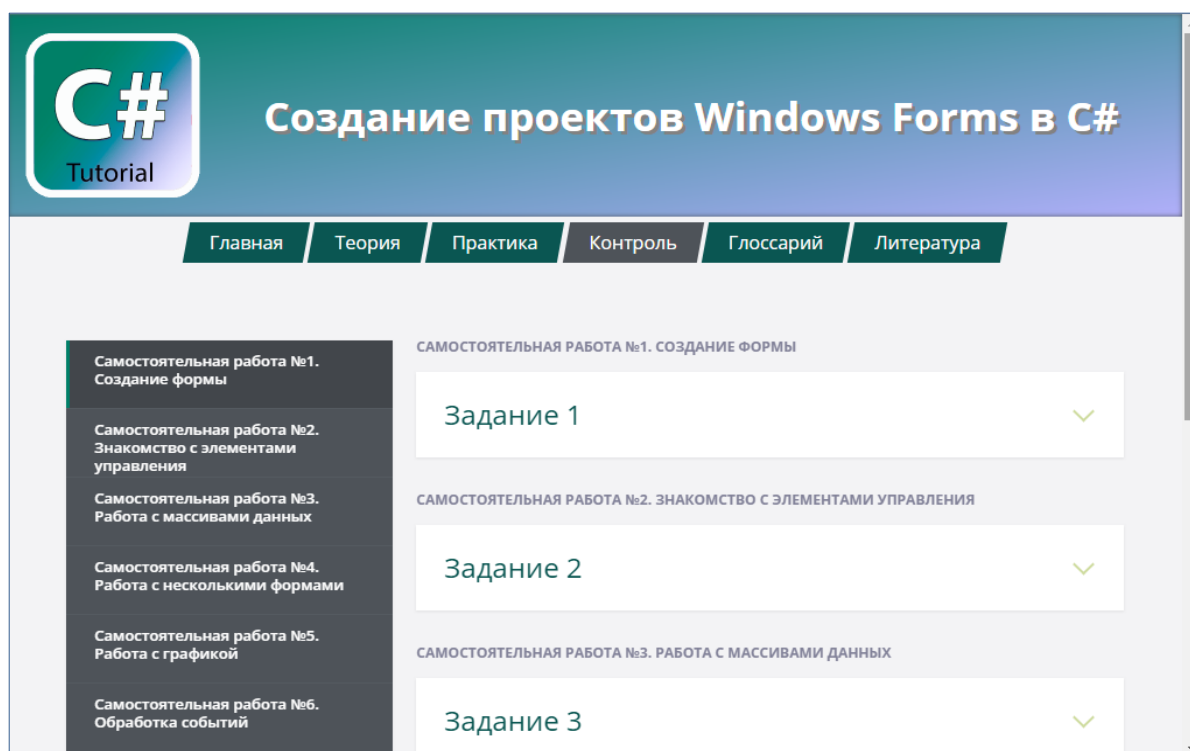 C#
Tutorial
Создание проектов Windows Forms в C#
Главная
Теория
Практика
Контроль
Глоссарий
Литература
Самостоятельная работа №1.
Создание формы
Самостоятельная работа №2.
Знакомство с элементами
управления
Самостоятельная работа №3.
Работа с массивами данных
Самостоятельная работа №4.
Работа с несколькими формами
Самостоятельная работа №5.
Работа с графикой
Самостоятельная работа №6.
Обработка событий
САМОСТОЯТЕЛЬНАЯ РАБОТА №1. СОЗДАНИЕ ФОРМЫ
Задание 1
САМОСТОЯТЕЛЬНАЯ РАБОТА №2. ЗНАКОМСТВО С ЭЛЕМЕНТАМИ УПРАВЛЕНИЯ
Задание 2
САМОСТОЯТЕЛЬНАЯ РАБОТА №3. РАБОТА С МАССИВАМИ ДАННЫХ
Задание 3